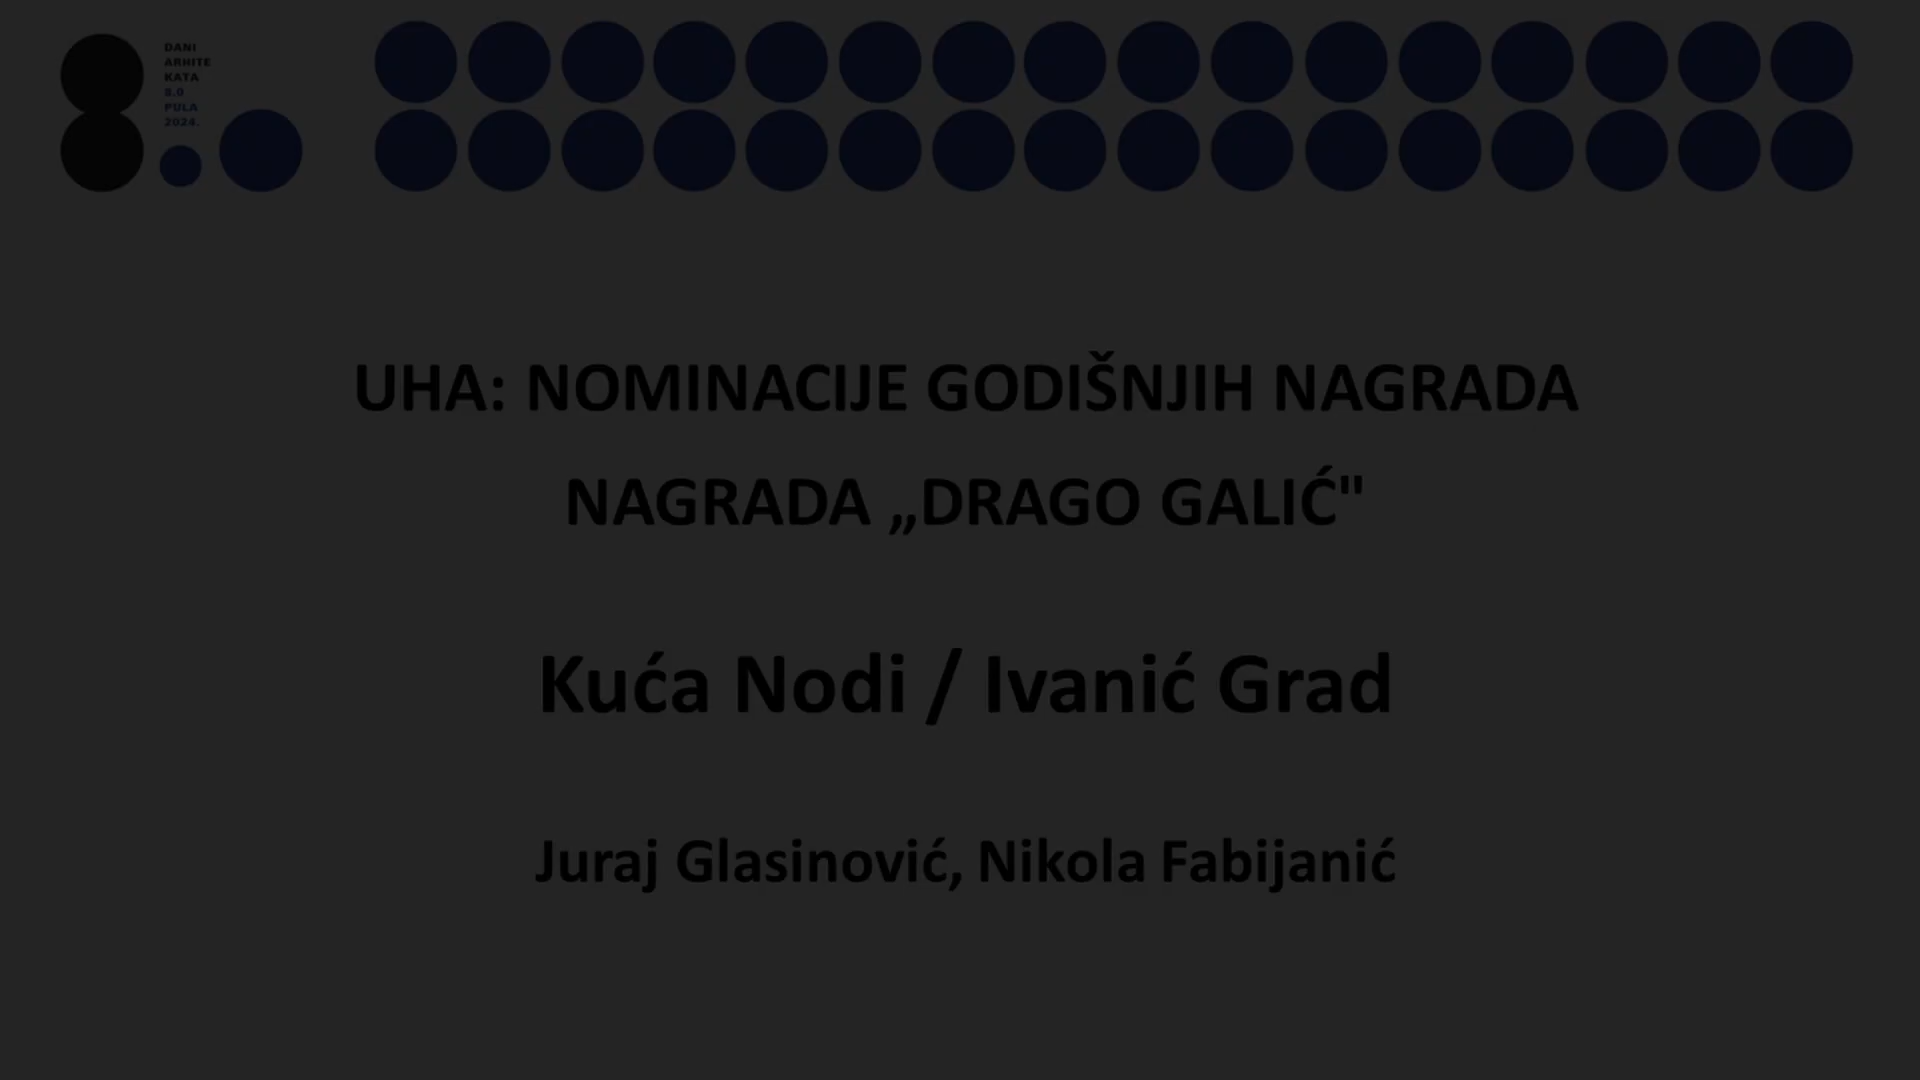 DANI
ARHITE
KATA
8.0
PULA
2024.
UHA: NOMINACIJE GODIŠNJIH NAGRADA
NAGRADA „DRAGO GALIĆ"
Kuća Nodi / Ivanić Grad
Juraj Glasinović, Nikola Fabijanić